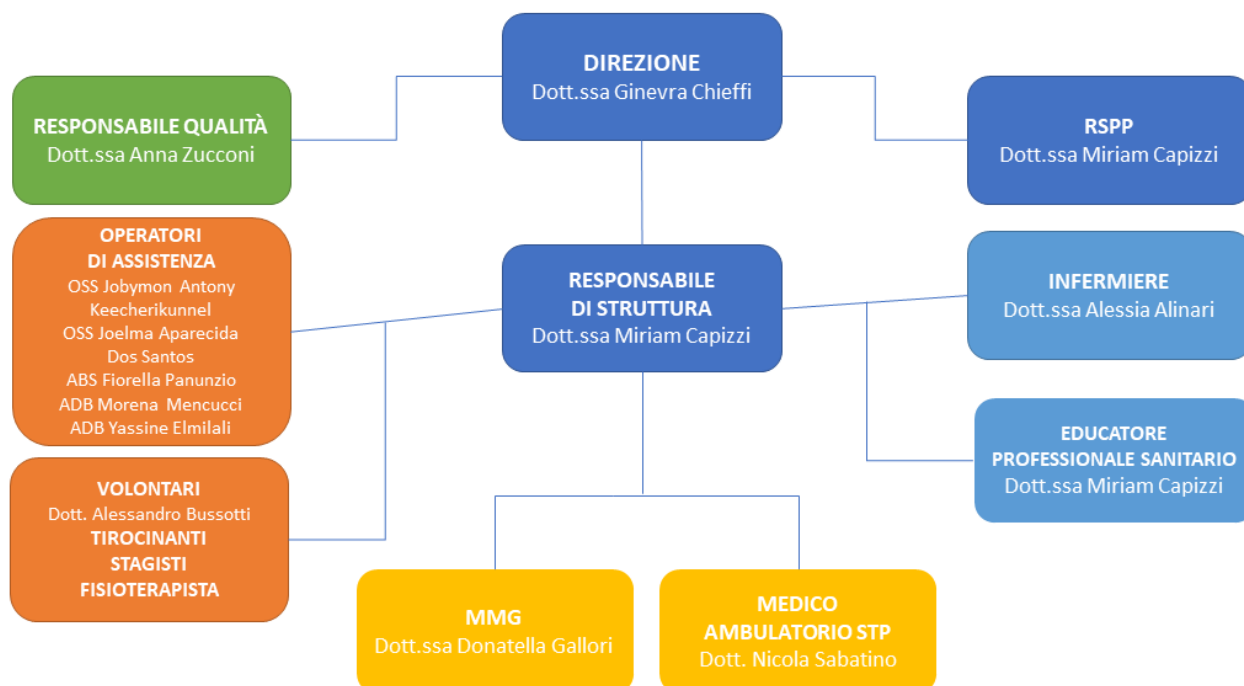 DIREZIONE
Dott.ssa Ginevra Chieffi
RESPONSABILE QUALITÀ
Dott.ssa Anna Zucconi
RSPP
Dott.ssa Miriam Capizzi
OPERATORI
DI ASSISTENZA
OSS Jobymon Antony
Keecherikunnel
OSS Joelma Aparecida
Dos Santos
ABS Fiorella Panunzio
ADB Morena Mencucci
ADB Yassine Elmilali
RESPONSABILE
DI STRUTTURA
Dott.ssa Miriam Capizzi
INFERMIERE
Dott.ssa Alessia Alinari
EDUCATORE
PROFESSIONALE SANITARIO
Dott.ssa Miriam Capizzi
VOLONTARI
Dott. Alessandro Bussotti
TIROCINANTI
STAGISTI
FISIOTERAPISTA
MMG
Dott.ssa Donatella Gallori
MEDICO
AMBULATORIO STP
Dott. Nicola Sabatino